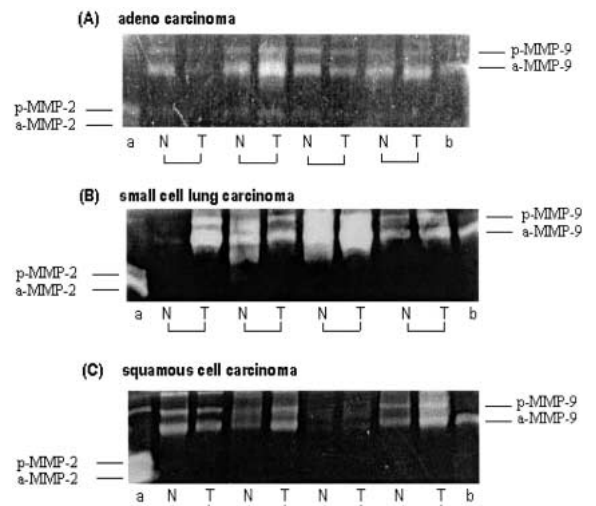 (A) adeno carcinoma
p-MMP-9
a-MMP-9
p-MMP-2
a-MMP-2
a N T N T N T N T b
(B) small cell lung carcinoma
p-MMP-9
a-MMP-9
p-MMP-2
a-MMP-2
a N T N T N T N T b
(C) squamous cell carcinoma
p-MMP-9
a-MMP-9
p-MMP-2
a-MMP-2
a N T N T N T N T b